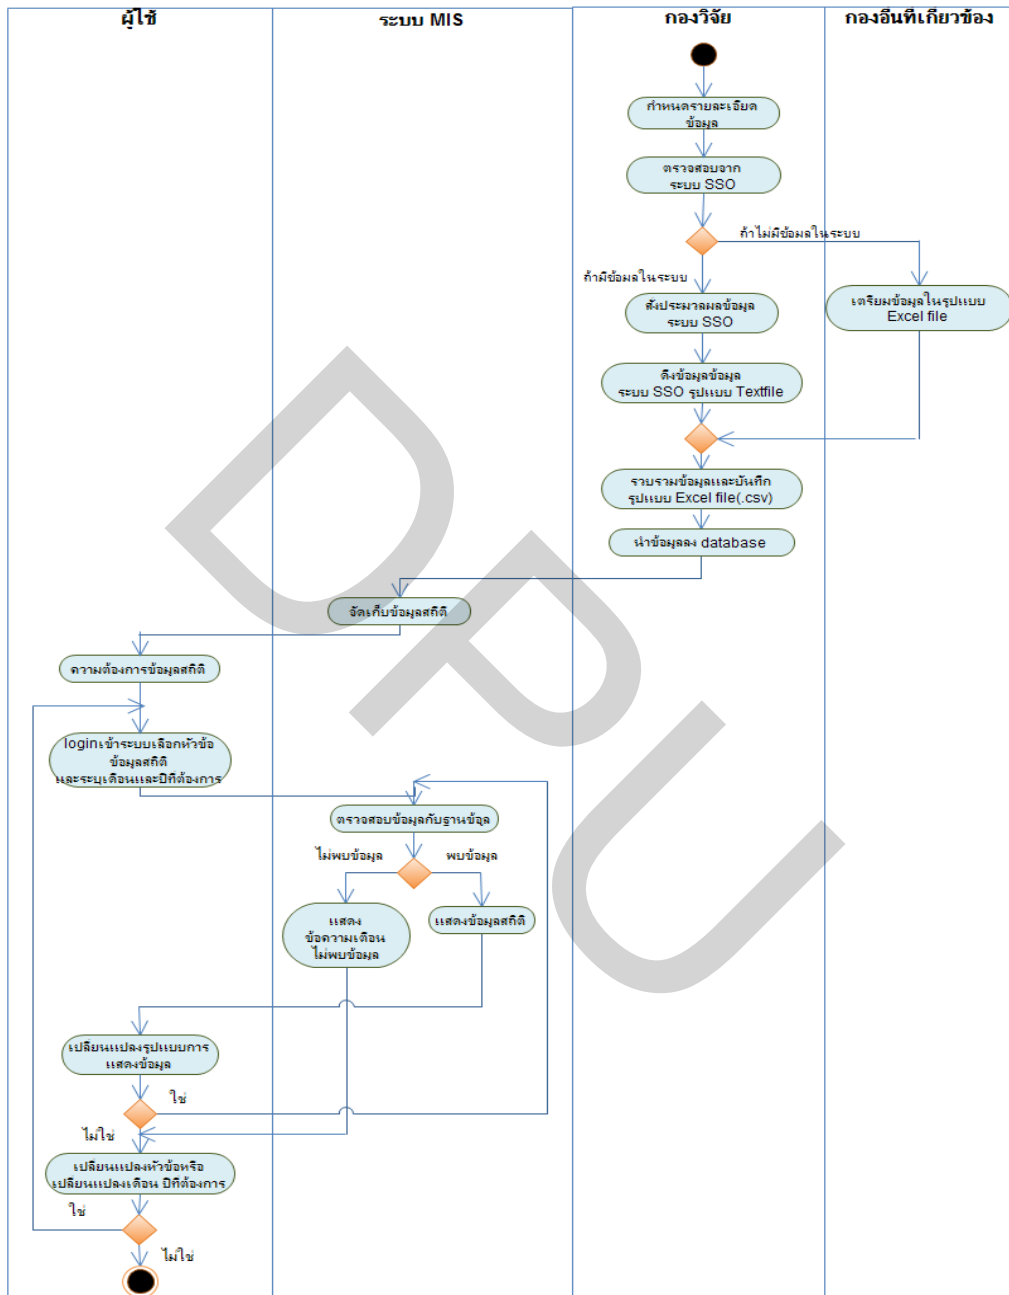 ผู้ใช้
ระบบ MIS
กองวิจัย
กองอื่นที่เกี่ยวข้อง
กำหนดรายละเอียด
ข้อมูล
ตรวจสอบจาก
ระบบ SSO
ถ้าไม่มีข้อมูลในระบบ
ถ้ามีข้อมูลในระบบ
สั่งประมวลผลข้อมูล
ระบบ SSO
เตรียมข้อมูลในรูปแบบ
Excel file
ดึงข้อมูลข้อมูล
ระบบ SSO รูปแบบ Textfile
รวบรวมข้อมูลและบันทึก
รูปแบบ Excel file(.csv)
นำข้อมูลลง database
จัดเก็บข้อมูลสถิติ
ความต้องการข้อมูลสถิติ
loginเข้าระบบเลือกหัวข้อ
ข้อมูลสถิติ
และระบุเดือนและปีที่ต้องการ
ตรวจสอบข้อมูลกับฐานข้อูล
ไม่พบข้อมูล
พบข้อมูล
แสดง
ข้อความเตือน
ไม่พบข้อมูล
แสดงข้อมูลสถิติ
เปลี่ยนแปลงรูปแบบการ
แสดงข้อมูล
ใช่
ไม่ใช่
เปลี่ยนแปลงหัวข้อหรือ
เปลี่ยนแปลงเดือน ปีที่ต้องการ
ใช่
ไม่ใช่
DPU